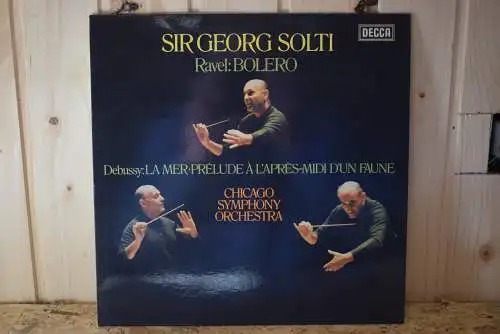 SIR GEORG SOLTI
DECCA
Ravel: BOLERO
Debussy: LA MER·PRÉLUDE À L'APRÈS-MIDI D'UN FAUNE
CHICAGO
SYMPHONY
ORCHESTRA